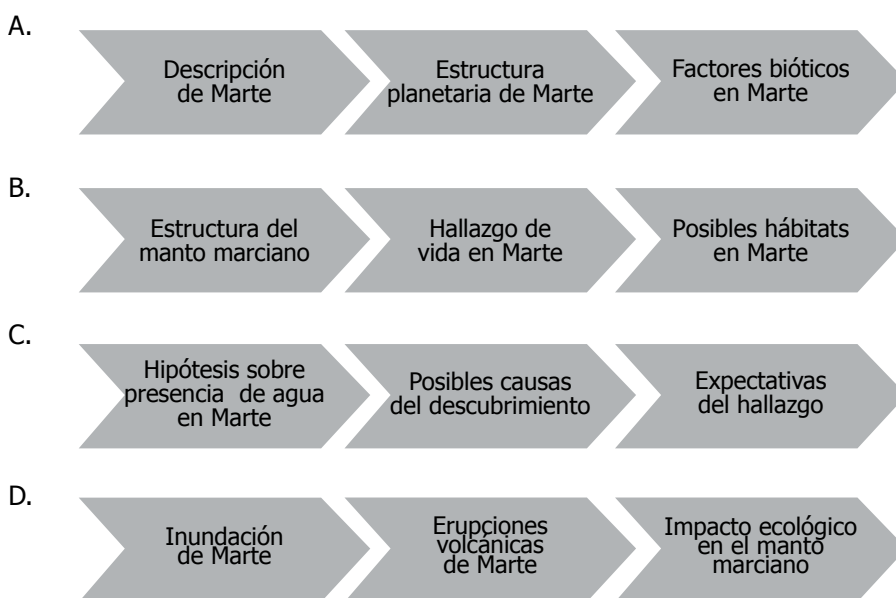 A.
Descripción
de Marte
Estructura
planetaria de Marte
Factores bióticos
en Marte
B.
Estructura del
manto marciano
Hallazgo de
vida en Marte
Posibles hábitats
en Marte
C.
Hipótesis sobre
presencia de agua
en Marte
Posibles causas
del descubrimiento
Expectativas
del hallazgo
D.
Inundación
de Marte
Erupciones
volcánicas
de Marte
Impacto ecológico
en el manto
marciano